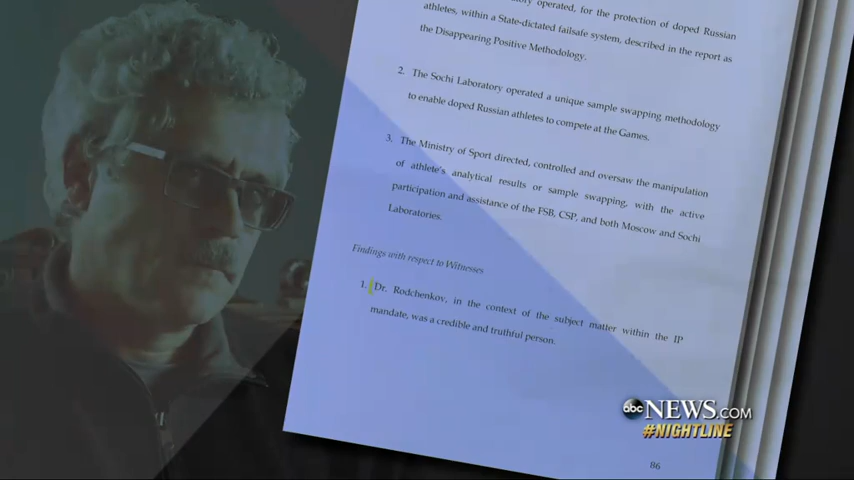 operated, for the protection of doped Russian
athletes, within a State-dictated failsafe system, described in the report as
the Disappearing Positive Methodology.
2. The Sochi Laboratory operated a unique sample swapping methodology
to enable doped Russian athletes to compete at the Games.
3. The Ministry of Sport directed, controlled and oversaw the manipulation
of athlete's analytical results or sample swapping, with the active
participation and assistance of the FSB, CSP, and both Moscow and Sochi
Laboratories.
Findings with respect to Witnesses
1. Dr. Rodchenkov, in the context of the subject matter within the IP
mandate, was a credible and truthful person.
abc NEWS.COM
#NIGHTLINE
86